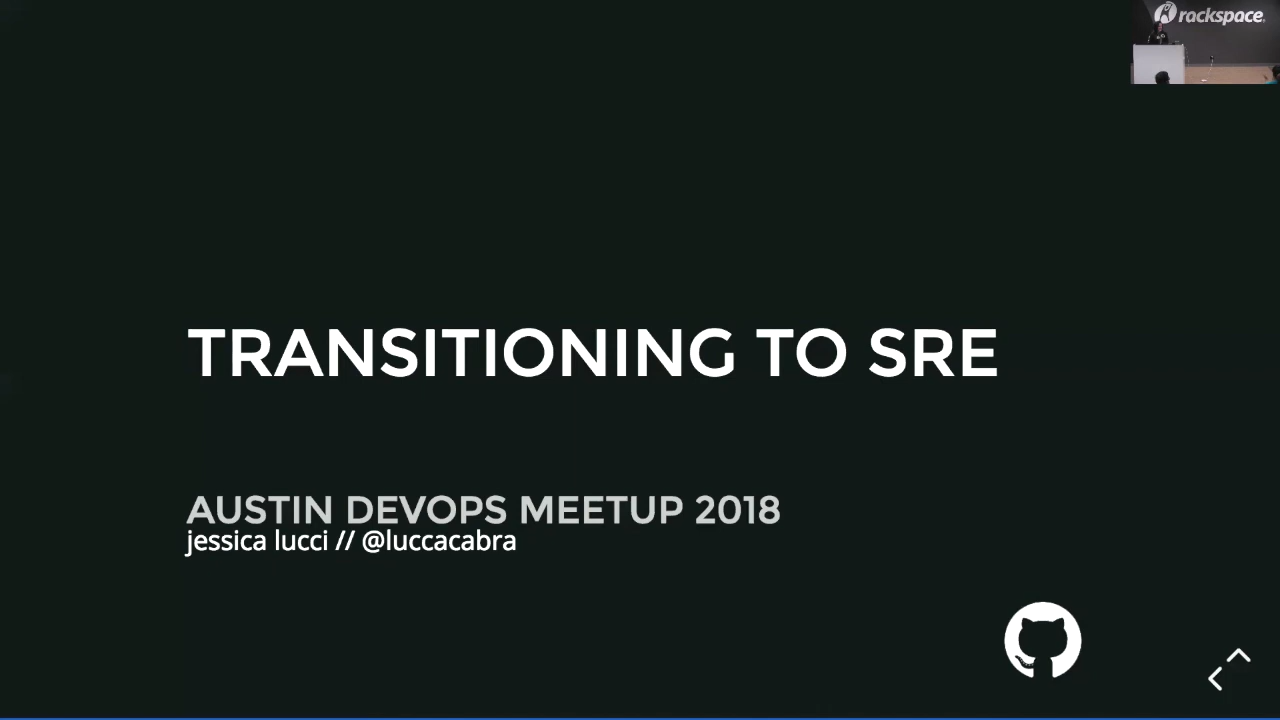 rackspace.
TRANSITIONING TO SRE
AUSTIN DEVOPS MEETUP 2018
jessica lucci // @luccacabra